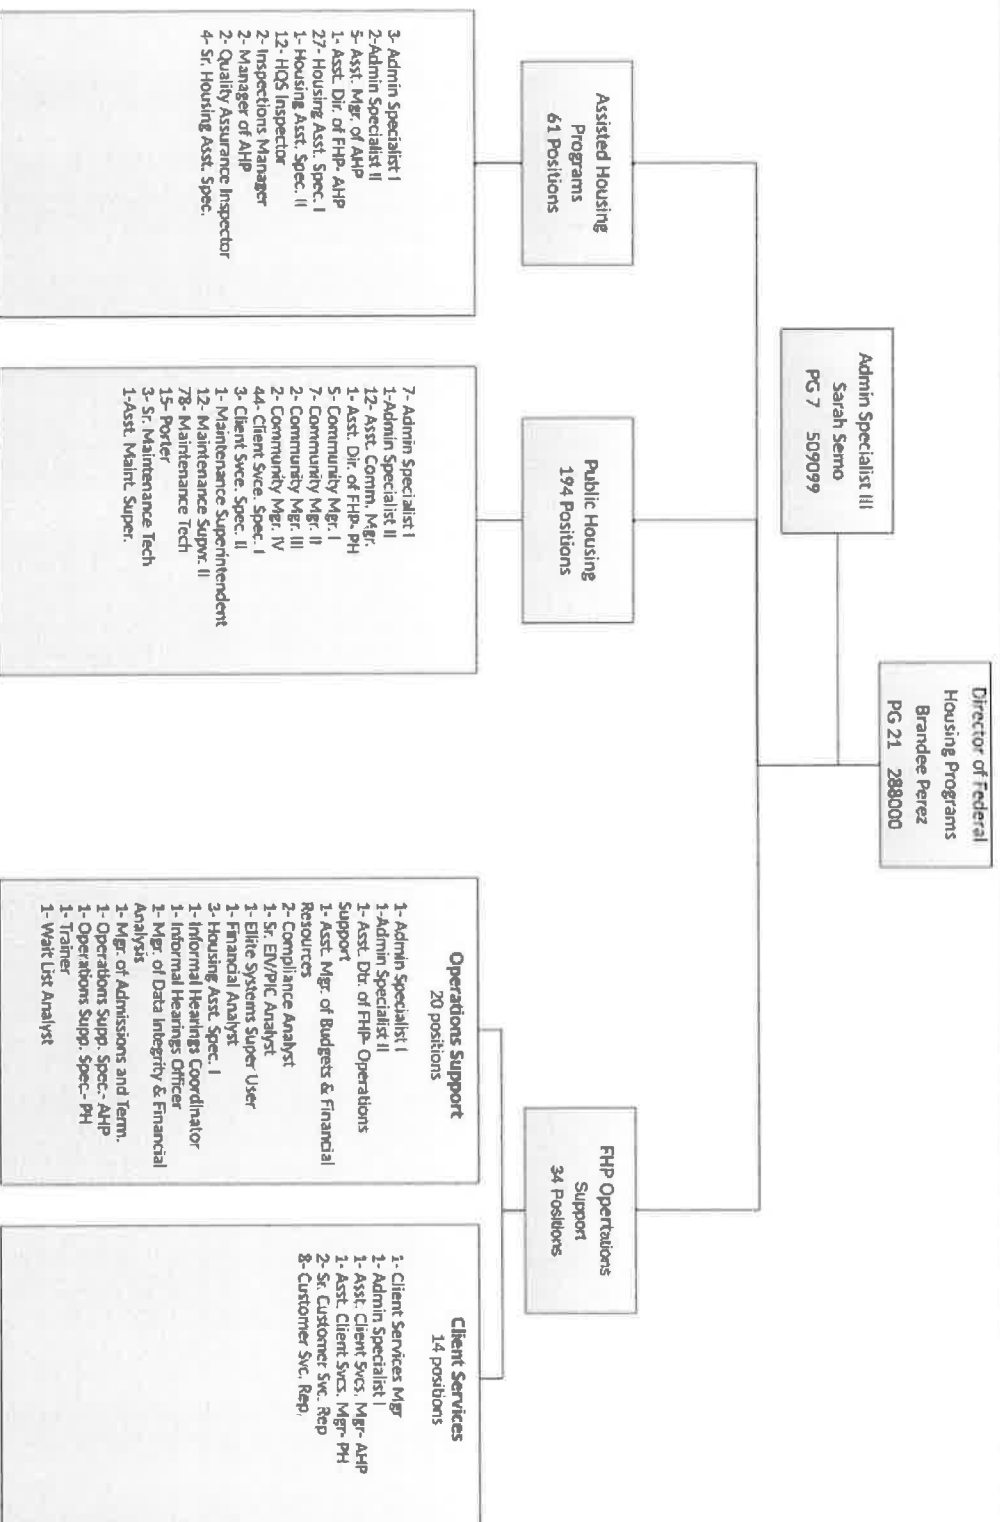 Director of Federal
Housing Programs
Brandee Perez
PG 21 288000
Admin Specialist III
Sarah Semo
PG 7 509099
Assisted Housing
Programs
61 Positions
3- Admin Specialist I
2-Admin Specialist II
5- Asst. Mgr. of AHP
1- Asst. Dir. of FHP- AHP
27- Housing Asst. Spec. I
1- Housing Asst. Spec. II
12- HQS Inspector
2- Inspections Manager
2- Manager of AHP
2- Quality Assurance Inspector
4- Sr. Housing Asst. Spec.
Public Housing
194 Positions
7- Admin Specialist I
1-Admin Specialist II
12- Asst. Comm. Mgr.
1- Asst. Dir. of FHP- PH
5- Community Mgr. I
7- Community Mgr. II
2- Community Mgr. III
2- Community Mgr. IV
44- Client Svce. Spec. I
3- Client Svce. Spec. II
1- Maintenance Superintendent
12- Maintenance Supvr. II
78- Maintenance Tech
15- Porter
3- Sr. Maintenance Tech
1-Asst. Maint. Super.
FHP Opertations
Support
34 Positions
Operations Support
20 positions
1- Admin Specialist I
1-Admin Specialist II
1- Asst. Dir. of FHP- Operations
Support
1- Asst. Mgr. of Budgets & Financial
Resources
2- Compliance Analyst
1- Sr. EIV/PIC Analyst
1- Ellite Systems Super User
1- Financial Analyst
3- Housing Asst. Spec. I
1- Informal Hearings Coordinator
1- Informal Hearings Officer
1- Mgr. of Data Integrity & Financial
Analysis
1- Mgr. of Admissions and Term.
1- Operations Supp. Spec.- AHP
1- Operations Supp. Spec.- PH
1- Trainer
1- Wait List Analyst
Client Services
14 positions
1- Client Services Mgr
1- Admin Specialist I
1- Asst. Client Svcs. Mgr- AHP
1- Asst. Client Svcs. Mgr- PH
2- Sr. Customer Svc. Rep
8- Customer Svc. Rep.